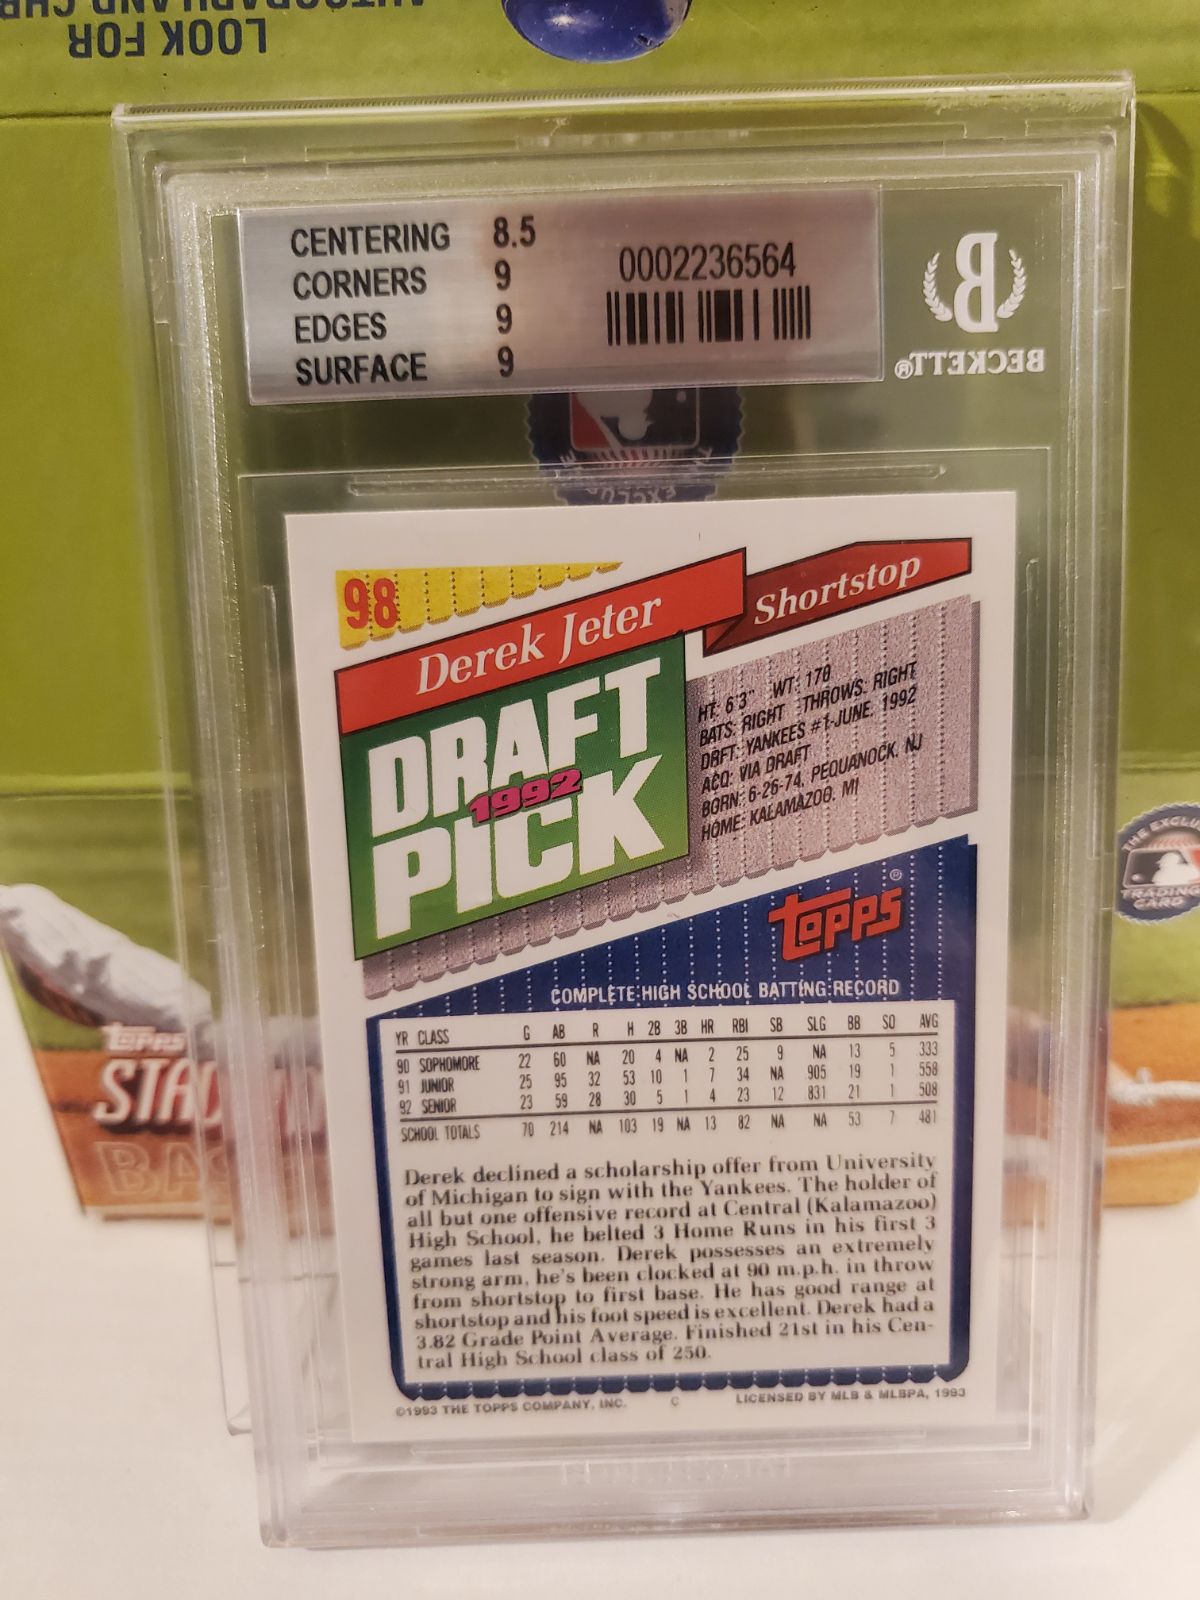 LOOK FOR
CENTERING 8.5
CORNERS 9
EDGES 9
SURFACE 9
0002236564
BECKETT®
98
Derek Jeter
Shortstop
DRAFT
1992
PICK
HT: 6'3" WT: 170
BATS: RIGHT THROWS: RIGHT
DRFT: YANKEES #1-JUNE, 1992
ACQ: VIA DRAFT
BORN: 6-26-74, PEQUANOCK, NJ
HOME: KALAMAZOO, MI
TOPPS®
COMPLETE HIGH SCHOOL BATTING RECORD
YR CLASS G AB R H 2B 3B HR RBI SB SLG BB SO AVG
90 SOPHOMORE 22 60 NA 20 4 NA 2 25 9 NA 13 5 333
91 JUNIOR 25 95 32 53 10 1 7 34 NA 905 19 1 558
92 SENIOR 23 59 28 30 5 1 4 23 12 831 21 1 508
SCHOOL TOTALS 70 214 NA 103 19 NA 13 82 NA NA 53 7 481
Derek declined a scholarship offer from University
of Michigan to sign with the Yankees. The holder of
all but one offensive record at Central (Kalamazoo)
High School, he belted 3 Home Runs in his first 3
games last season. Derek possesses an extremely
strong arm, he's been clocked at 90 m.p.h. in throw
from shortstop to first base. He has good range at
shortstop and his foot speed is excellent. Derek had a
3.82 Grade Point Average. Finished 21st in his Cen-
tral High School class of 250.
©1993 THE TOPPS COMPANY, INC. C LICENSED BY MLB & MLBPA, 1993
TOPPS
THE EXCLU
TRADING
CARD